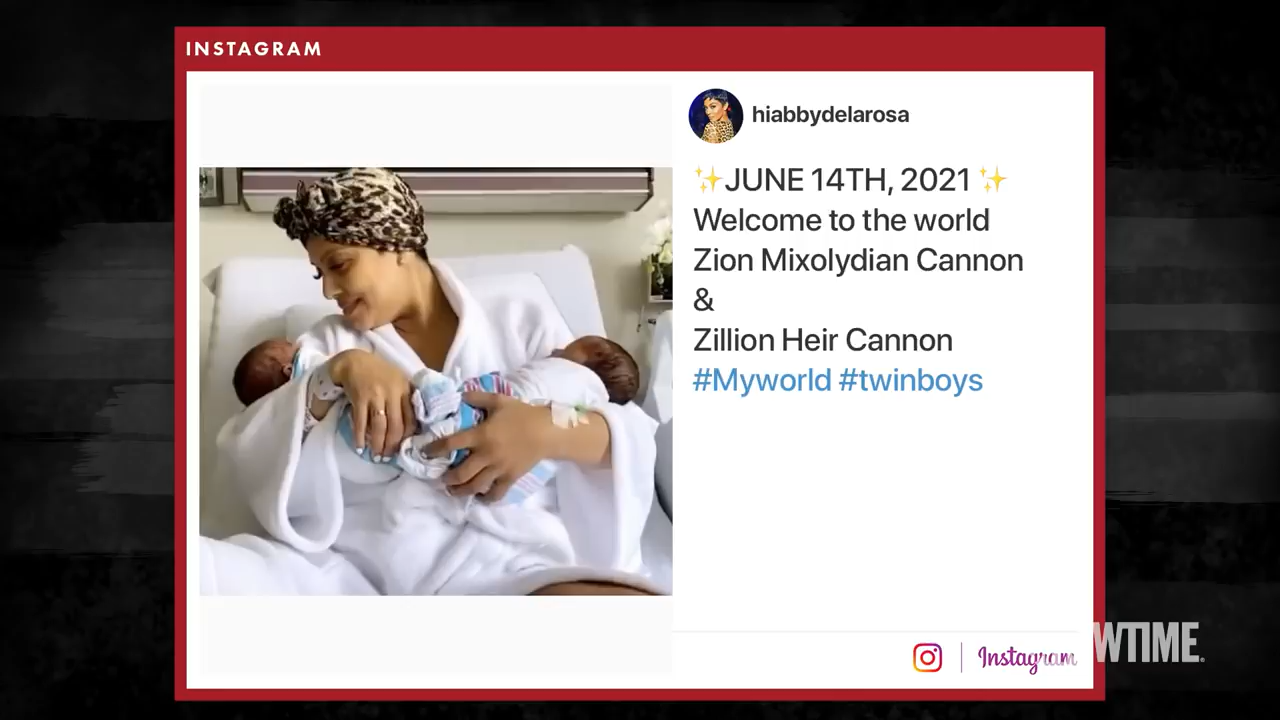 INSTAGRAM
hiabbydelarosa
✨JUNE 14TH, 2021 ✨
Welcome to the world
Zion Mixolydian Cannon
&
Zillion Heir Cannon
#Myworld #twinboys
Instagram
WTIME